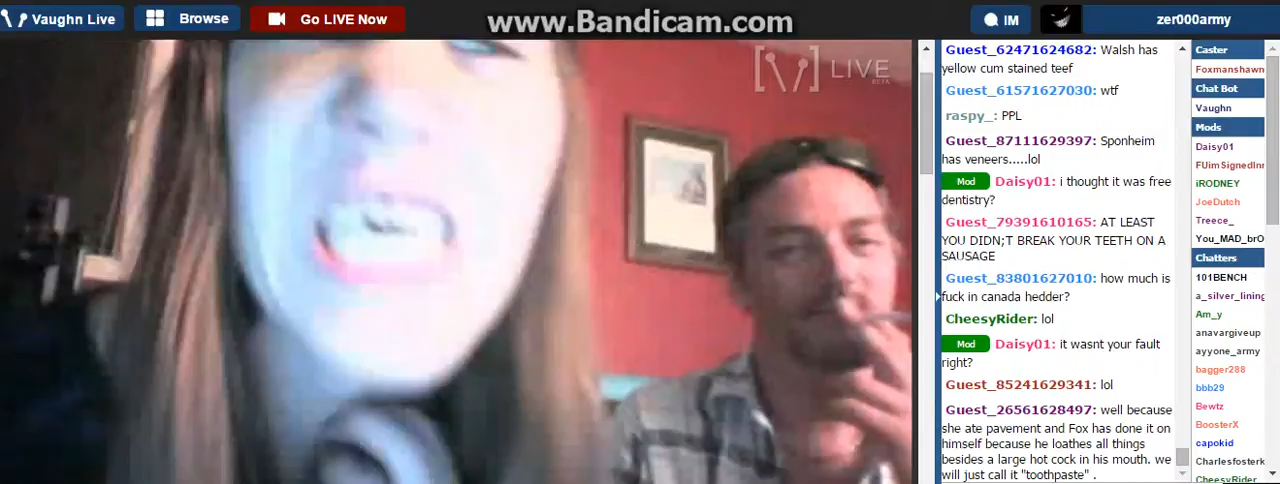 Vaughn Live
Browse
Go LIVE Now
www.Bandicam.com
IM
zer000army
LIVE
BETA
Guest_62471624682: Walsh has
yellow cum stained teef
Guest_61571627030: wtf
raspy_: PPL
Guest_87111629397: Sponheim
has veneers.....lol
Mod Daisy01: i thought it was free
dentistry?
Guest_79391610165: AT LEAST
YOU DIDN;T BREAK YOUR TEETH ON A
SAUSAGE
Guest_83801627010: how much is
fuck in canada hedder?
CheesyRider: lol
Mod Daisy01: it wasnt your fault
right?
Guest_85241629341: lol
Guest_26561628497: well because
she ate pavement and Fox has done it on
himself because he loathes all things
besides a large hot cock in his mouth. we
will just call it "toothpaste" .
Caster
Foxmanshawn
Chat Bot
Vaughn
Mods
Daisy01
FUimSignedInn
iRODNEY
JoeDutch
Treece_
You_MAD_brO
Chatters
101BENCH
a_silver_lining
Am_y
anavargiveup
ayyone_army
bagger288
bbb29
Bewtz
BoosterX
capokid
Charlesfosterk
CheeseyRider